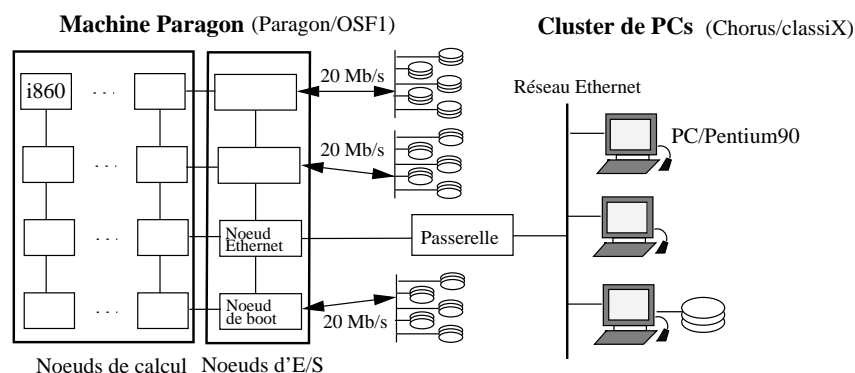 Machine Paragon (Paragon/OSF1)
Cluster de PCs (Chorus/classiX)
i860
. . .
20 Mb/s
Réseau Ethernet
PC/Pentium90
. . .
20 Mb/s
. . .
Noeud
Ethernet
Passerelle
. . .
Noeud
de boot
20 Mb/s
Noeuds de calcul
Noeuds d'E/S